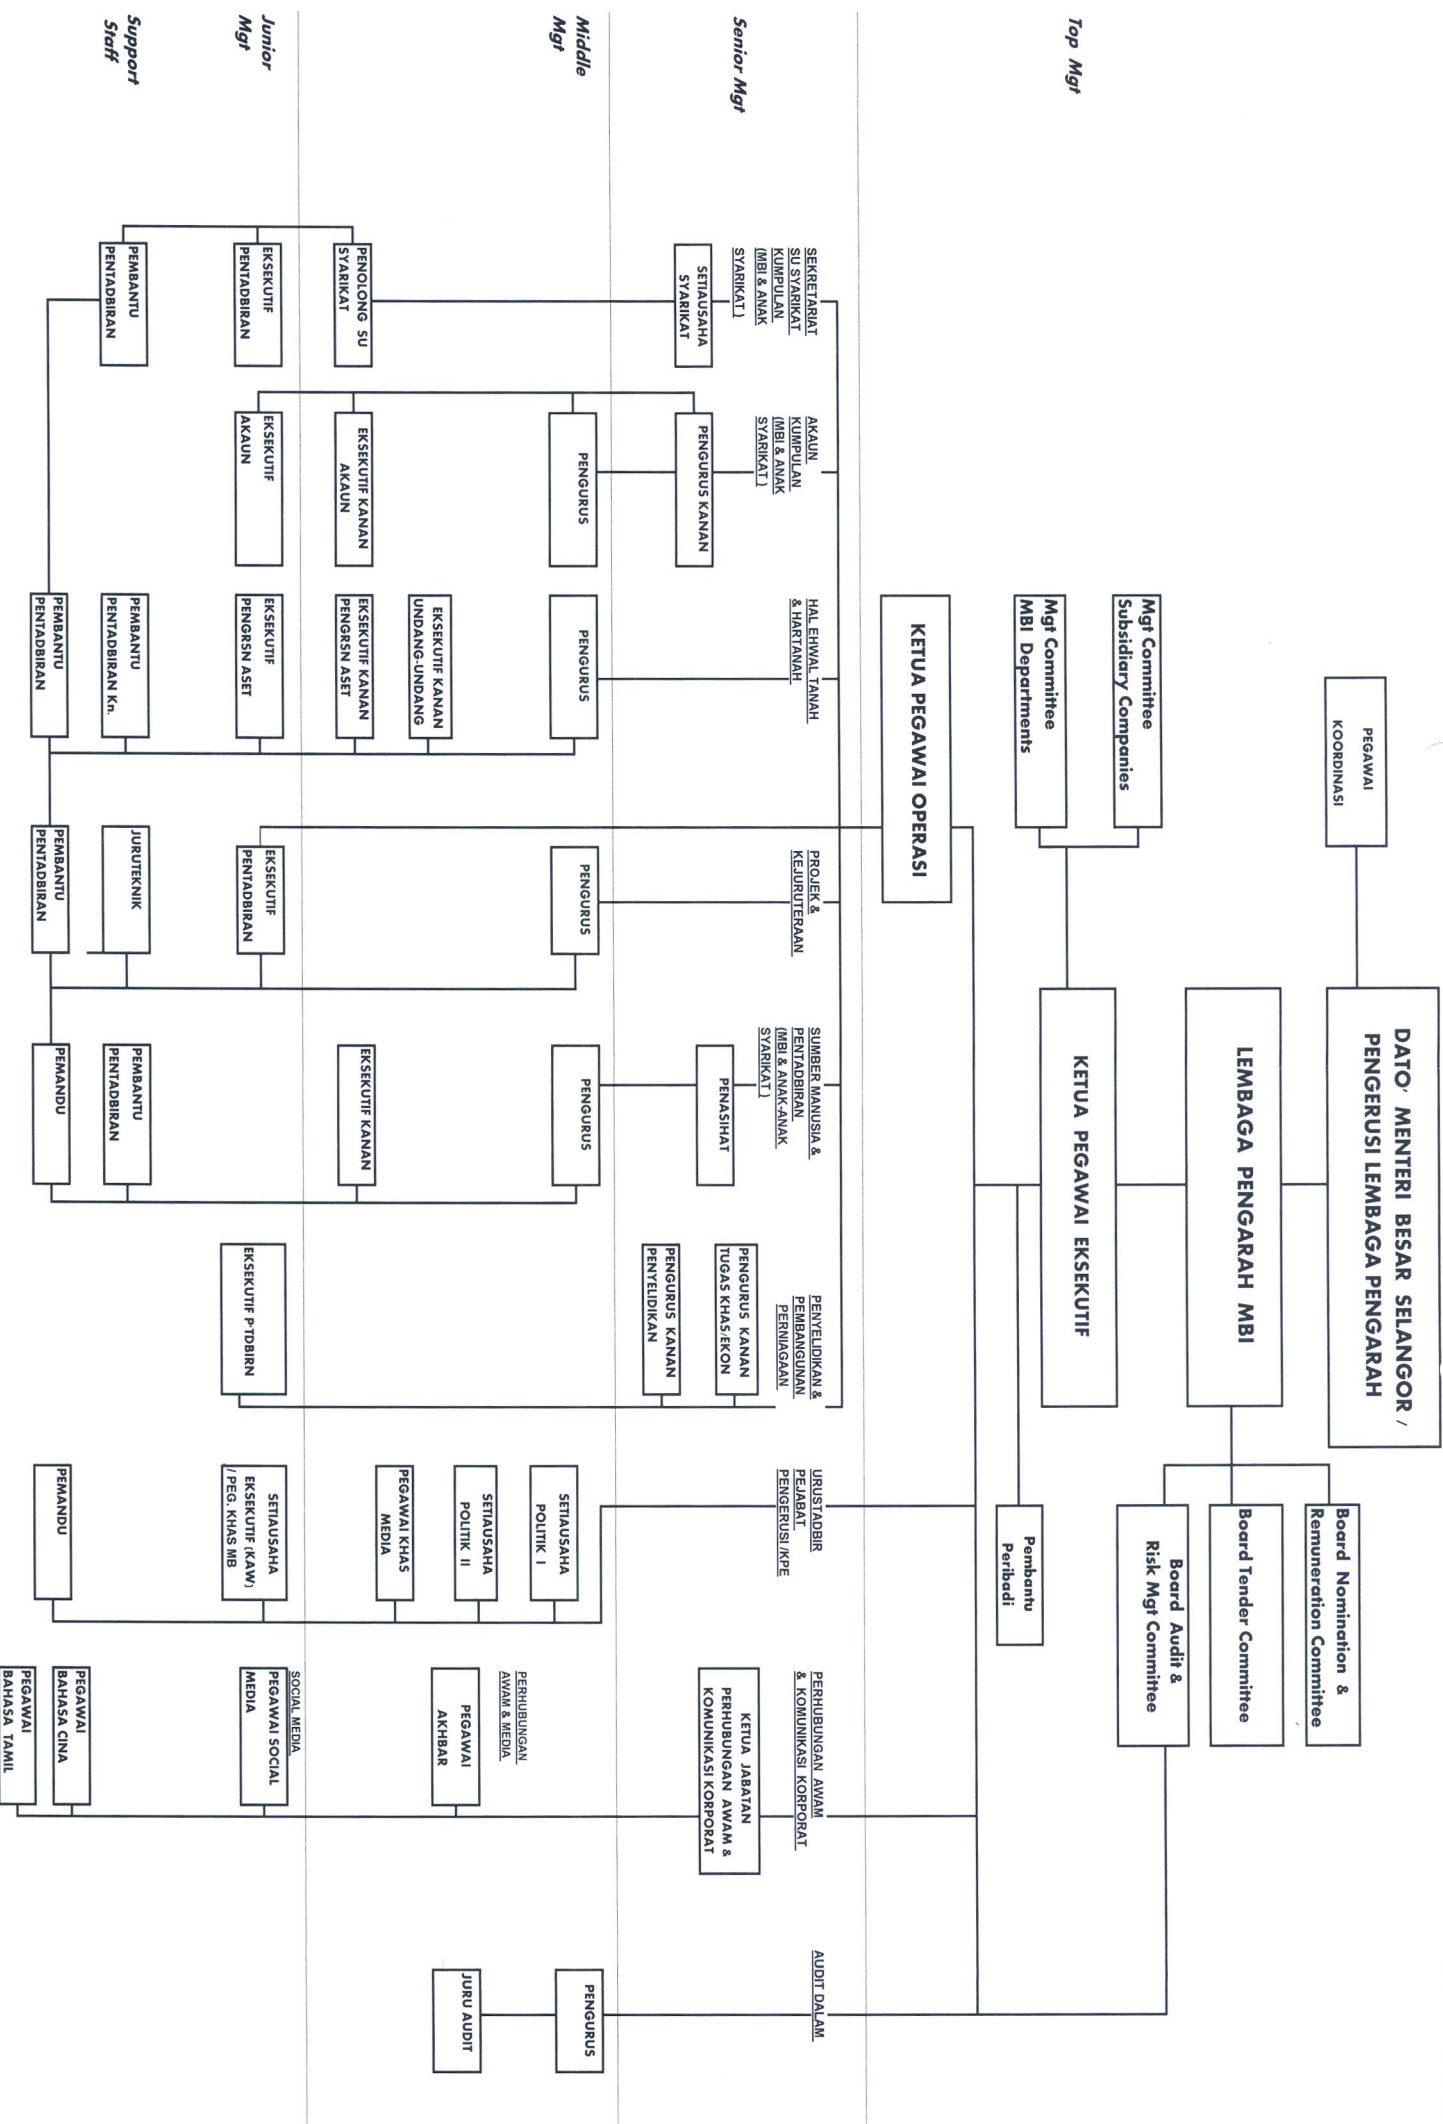 DATO' MENTERI BESAR SELANGOR /
PENGERUSI LEMBAGA PENGARAH
PEGAWAI
KOORDINASI
LEMBAGA PENGARAH MBI
Board Nomination &
Remuneration Committee
Board Tender Committee
Board Audit &
Risk Mgt Committee
Top Mgt
Mgt Committee
Subsidiary Companies
Mgt Committee
MBI Departments
KETUA PEGAWAI EKSEKUTIF
Pembantu
Peribadi
KETUA PEGAWAI OPERASI
Senior Mgt
SEKRETARIAT
SU SYARIKAT
KUMPULAN
(MBI & ANAK
SYARIKAT )
SETIAUSAHA
SYARIKAT
AKAUN
KUMPULAN
(MBI & ANAK
SYARIKAT )
PENGURUS KANAN
HAL EHWAL TANAH
& HARTANAH
PROJEK &
KEJURUTERAAN
SUMBER MANUSIA &
PENTADBIRAN
(MBI & ANAK-ANAK
SYARIKAT )
PENASIHAT
PENYELIDIKAN &
PEMBANGUNAN
PERNIAGAAN
PENGURUS KANAN
TUGAS KHAS/EKON
PENGURUS KANAN
PENYELIDIKAN
URUSTADBIR
PEJABAT
PENGERUSI /KPE
PERHUBUNGAN AWAM
& KOMUNIKASI KORPORAT
KETUA JABATAN
PERHUBUNGAN AWAM &
KOMUNIKASI KORPORAT
AUDIT DALAM
Middle
Mgt
PENGURUS
PENGURUS
PENGURUS
PENGURUS
SETIAUSAHA
POLITIK I
PENGURUS
PERHUBUNGAN
AWAM & MEDIA
EKSEKUTIF KANAN
UNDANG-UNDANG
SETIAUSAHA
POLITIK II
PEGAWAI
AKHBAR
JURU AUDIT
PENOLONG SU
SYARIKAT
EKSEKUTIF KANAN
AKAUN
EKSEKUTIF KANAN
PENGRSN ASET
EKSEKUTIF KANAN
PEGAWAI KHAS
MEDIA
Junior
Mgt
EKSEKUTIF
PENTADBIRAN
EKSEKUTIF
AKAUN
EKSEKUTIF
PENGRSN ASET
EKSEKUTIF
PENTADBIRAN
EKSEKUTIF P'TDBIRN
SETIAUSAHA
EKSEKUTIF (KAW)
/ PEG. KHAS MB
SOCIAL MEDIA
PEGAWAI SOCIAL
MEDIA
Support
Staff
PEMBANTU
PENTADBIRAN
PEMBANTU
PENTADBIRAN Kn.
JURUTEKNIK
PEMBANTU
PENTADBIRAN
PEMBANTU
PENTADBIRAN
PEMBANTU
PENTADBIRAN
PEMANDU
PEMANDU
PEGAWAI
BAHASA CINA
PEGAWAI
BAHASA TAMIL